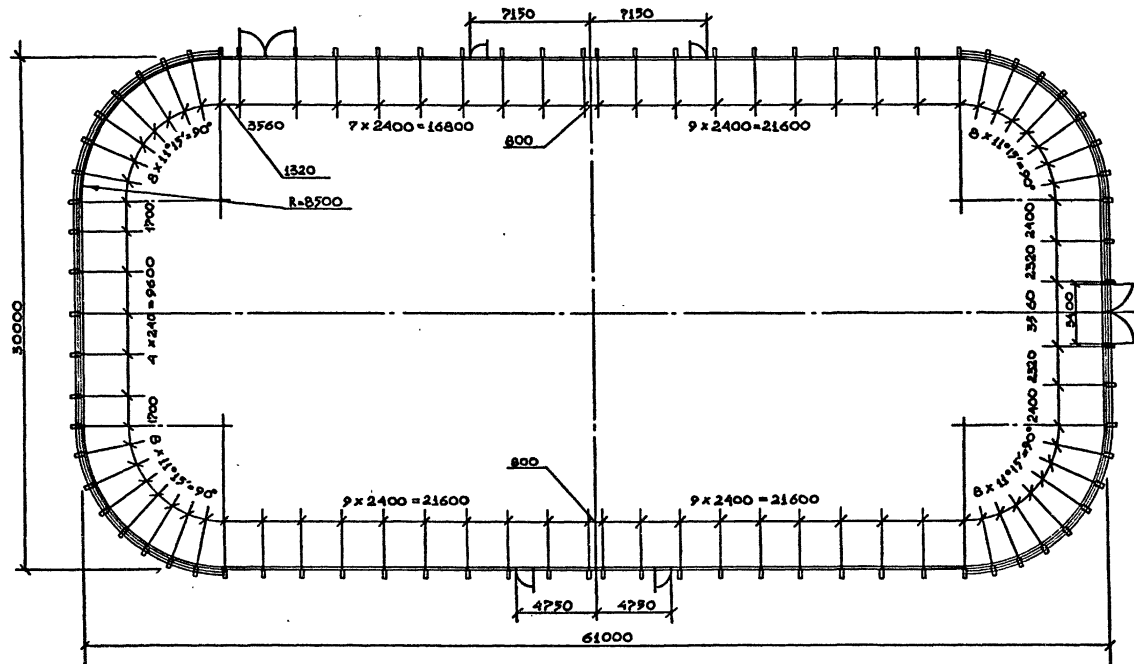 7150 7150
3560 7 x 2400 = 16800 800 9 x 2400 = 21600
8 x 11°15'=90° 8 x 11°15'=90°
1320
R=8500
1700 2400
2320
30000 4 x 240 = 9600 3560 3400
2320
1700 2400
8 x 11°15'=90° 8 x 11°15'=90°
800
9 x 2400 = 21600 9 x 2400 = 21600
4750 4750
61000